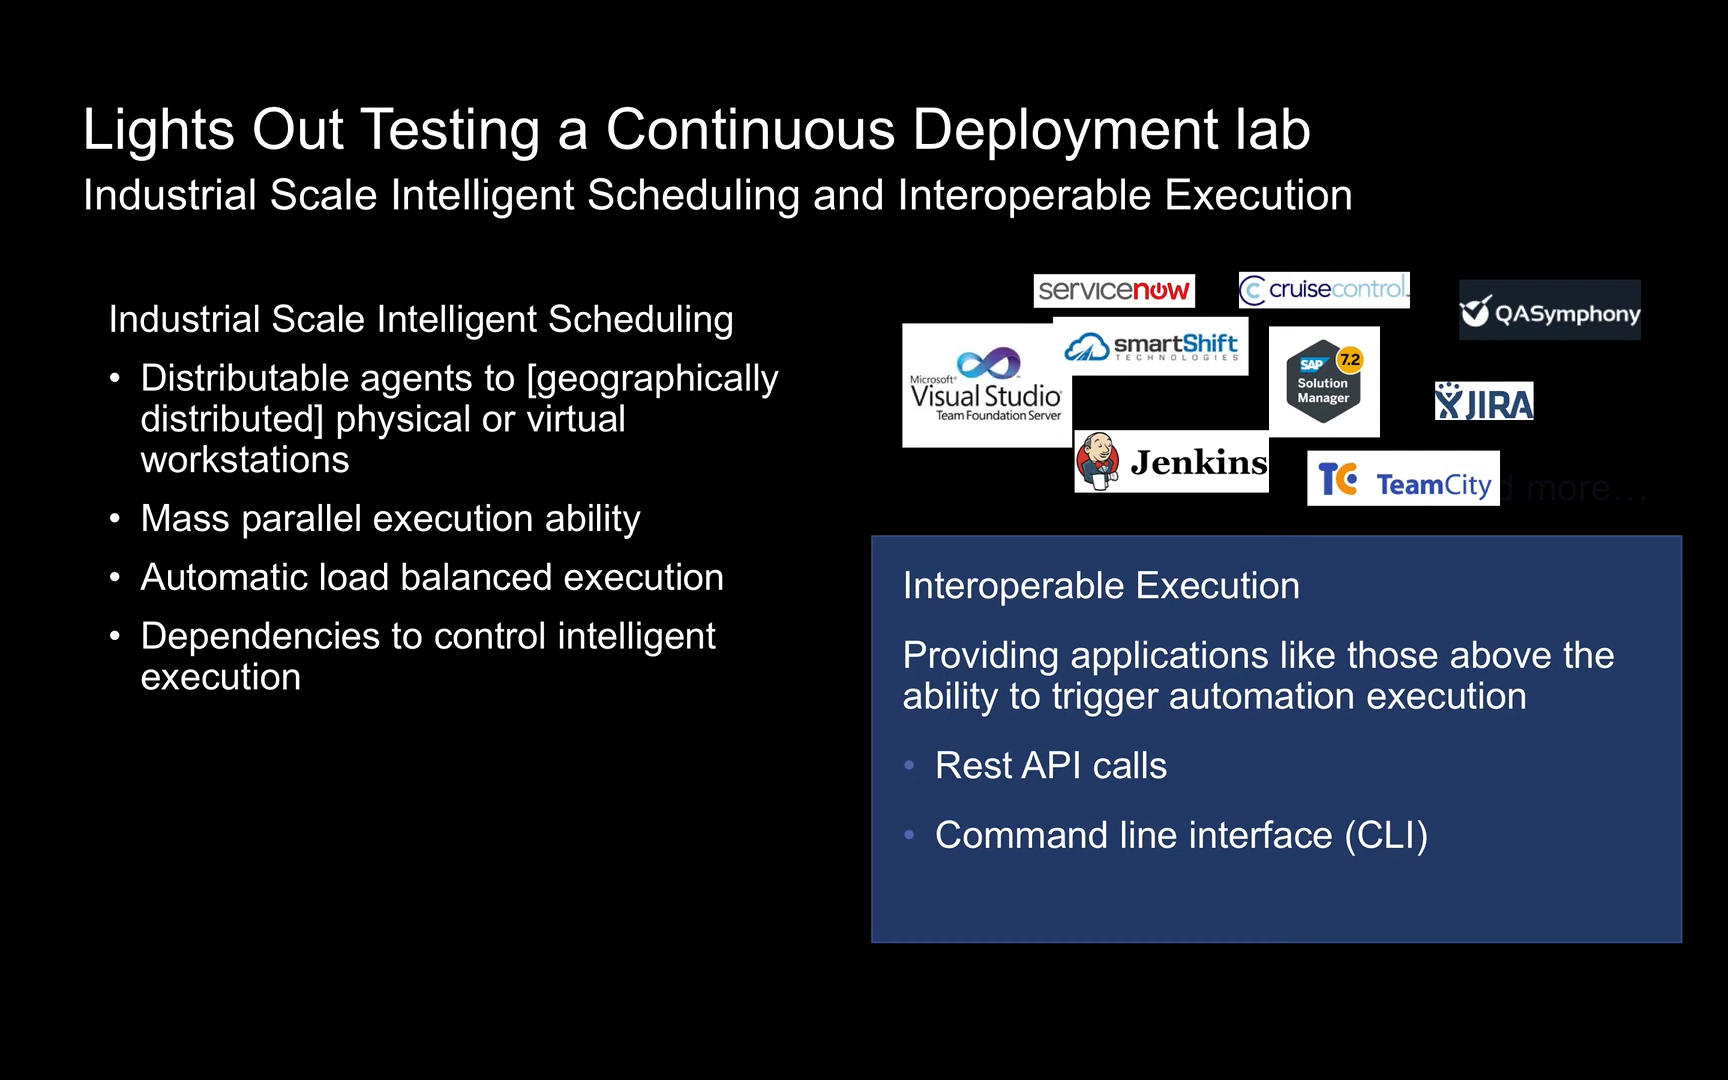 Lights Out Testing a Continuous Deployment lab
Industrial Scale Intelligent Scheduling and Interoperable Execution
Industrial Scale Intelligent Scheduling
• Distributable agents to [geographically
distributed] physical or virtual
workstations
• Mass parallel execution ability
• Automatic load balanced execution
• Dependencies to control intelligent
execution
servicenow
cruisecontrol
QASymphony
smartShift
TECHNOLOGIES
Microsoft®
Visual Studio
Team Foundation Server
SAP
7.2
Solution
Manager
JIRA
Jenkins
TC TeamCity
more...
Interoperable Execution
Providing applications like those above the
ability to trigger automation execution
• Rest API calls
• Command line interface (CLI)